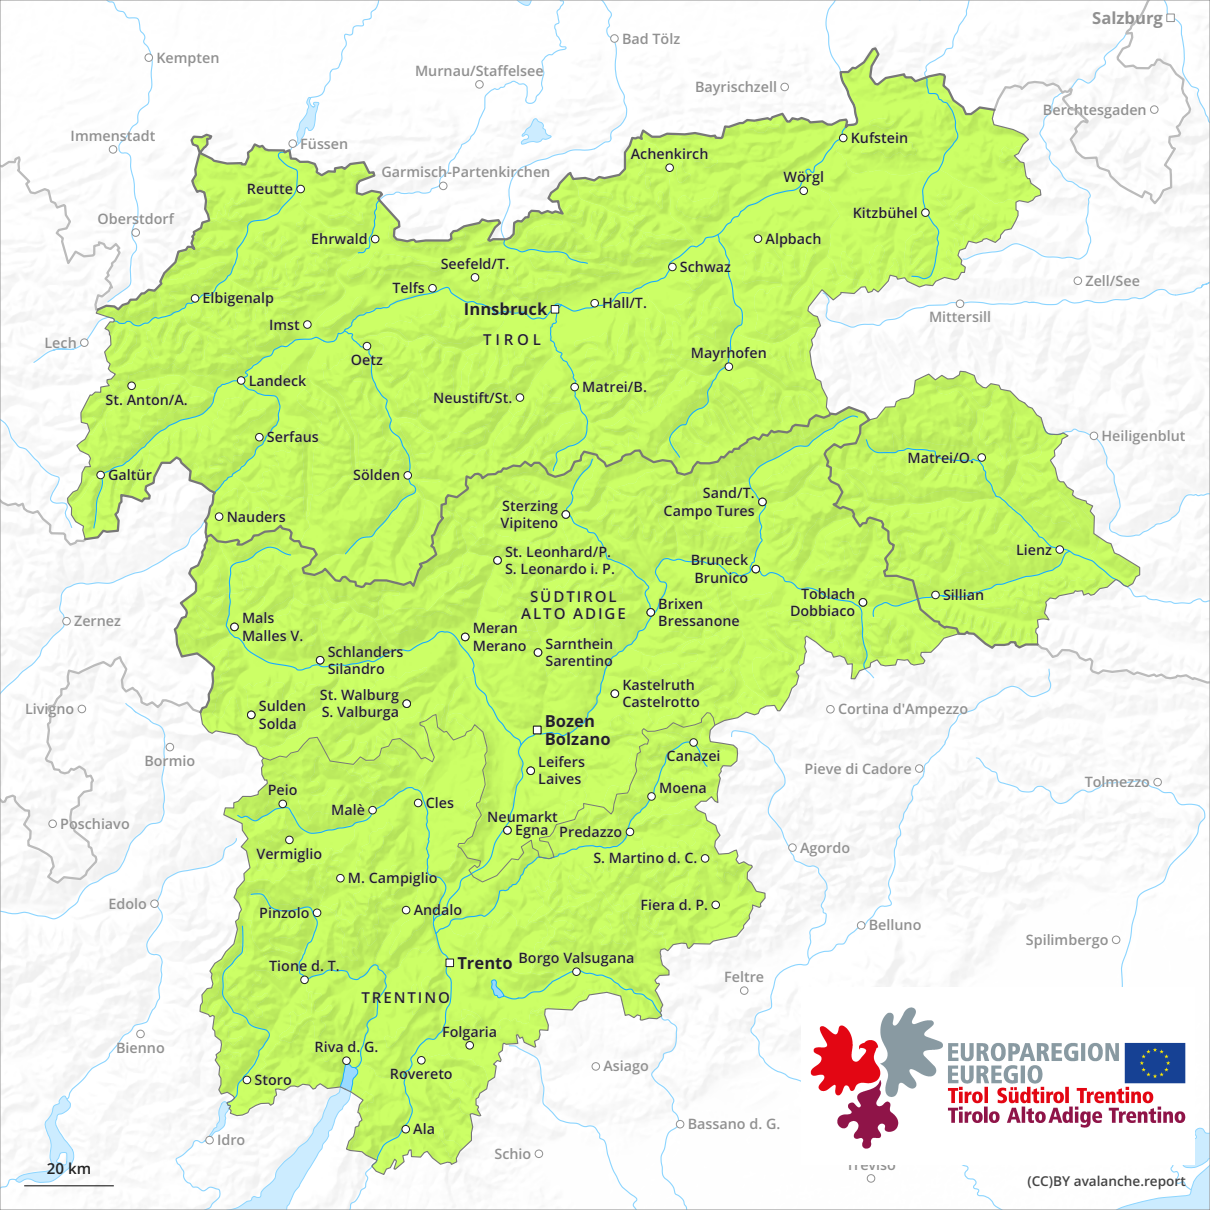 Salzburg
Bad Tölz
Kempten
Murnau/Staffelsee
Bayrischzell
Berchtesgaden
Immenstadt
Füssen
Kufstein
Achenkirch
Garmisch-Partenkirchen
Wörgl
Reutte
Oberstdorf
Kitzbühel
Ehrwald
Alpbach
Seefeld/T.
Schwaz
Zell/See
Telfs
Elbigenalp
Hall/T.
Innsbruck
Mittersill
Imst
TIROL
Lech
Oetz
Mayrhofen
Landeck
Matrei/B.
St. Anton/A.
Neustift/St.
Serfaus
Heiligenblut
Matrei/O.
Galtür
Sölden
Sand/T.
Campo Tures
Sterzing
Vipiteno
Nauders
St. Leonhard/P.
S. Leonardo i. P.
Bruneck
Brunico
Lienz
SÜDTIROL
ALTO ADIGE
Toblach
Dobbiaco
Sillian
Brixen
Bressanone
Zernez
Mals
Malles V.
Meran
Merano
Sarnthein
Sarentino
Schlanders
Silandro
Kastelruth
Castelrotto
St. Walburg
S. Valburga
Livigno
Sulden
Solda
Cortina d'Ampezzo
Bozen
Bolzano
Bormio
Canazei
Leifers
Laives
Pieve di Cadore
Tolmezzo
Peio
Moena
Malè
Cles
Neumarkt
Egna
Predazzo
Poschiavo
Vermiglio
Agordo
S. Martino d. C.
M. Campiglio
Edolo
Pinzolo
Andalo
Fiera d. P.
Belluno
Spilimbergo
Tione d. T.
Trento
Borgo Valsugana
Feltre
TRENTINO
Folgaria
Bienno
Riva d. G.
Rovereto
Asiago
Storo
EUROPAREGION
EUREGIO
Tirol Südtirol Trentino
Tirolo Alto Adige Trentino
Ala
Bassano d. G.
Idro
Schio
Treviso
20 km
(CC)BY avalanche.report